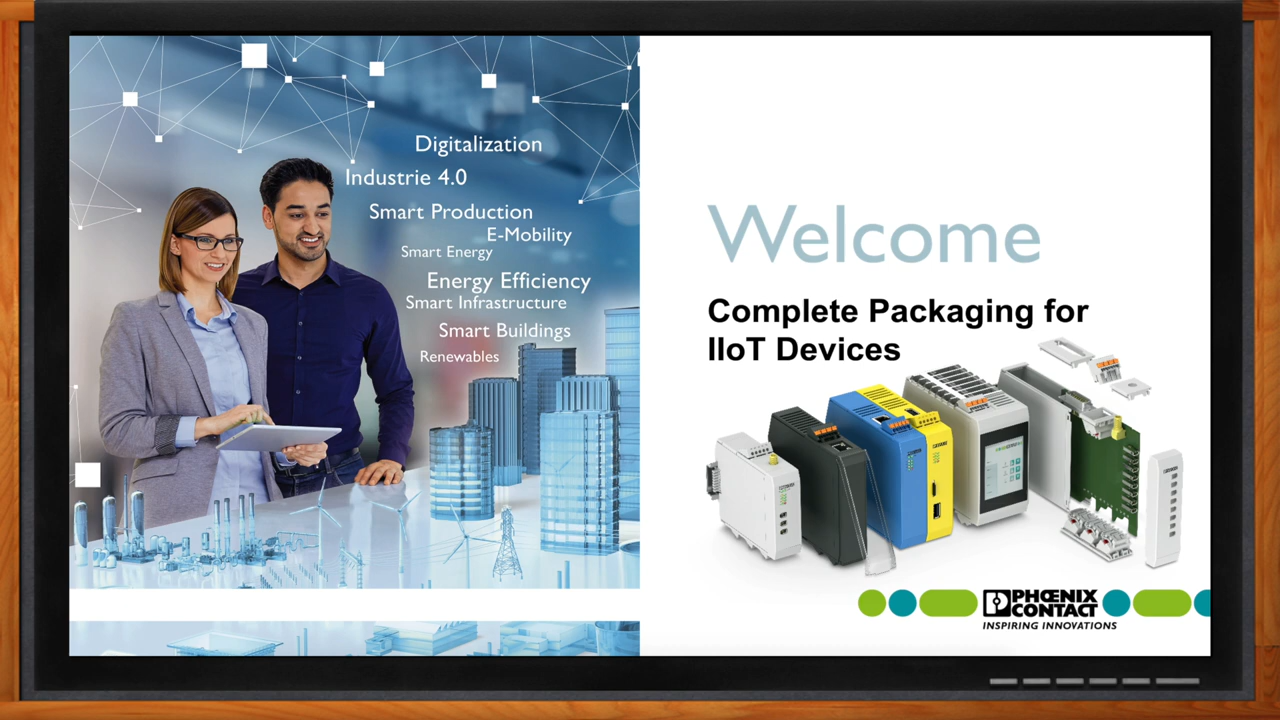 Digitalization
Industrie 4.0
Smart Production
E-Mobility
Smart Energy
Energy Efficiency
Smart Infrastructure
Smart Buildings
Renewables
Welcome
Complete Packaging for
IIoT Devices
PHŒNIX
CONTACT
INSPIRING INNOVATIONS